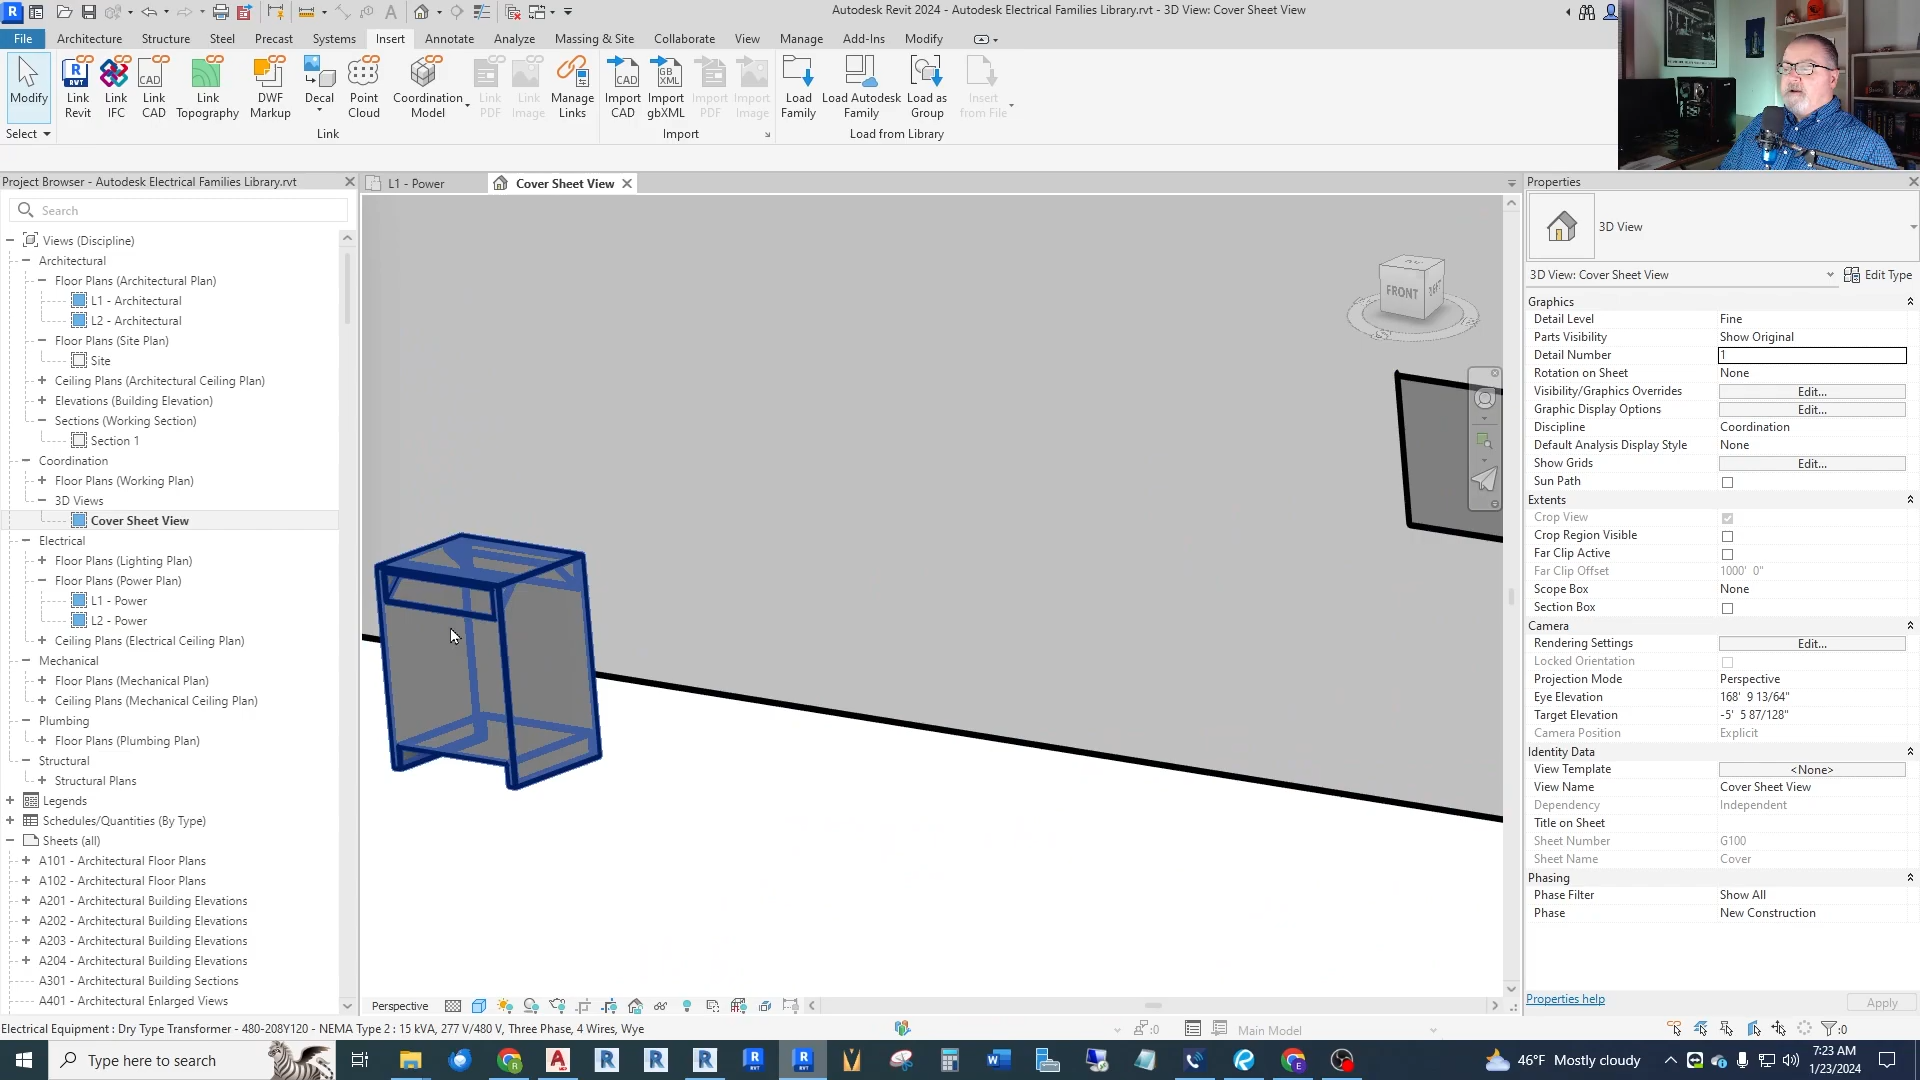 Autodesk Revit 2024 - Autodesk Electrical Families Library.rvt - 3D View: Cover Sheet View
File Architecture Structure Steel Precast Systems Insert Annotate Analyze Massing & Site Collaborate View Manage Add-Ins Modify
Modify
Link Revit
Link IFC
Link CAD
Link Topography
DWF Markup
Decal
Point Cloud
Coordination Model
Link PDF
Link Image
Manage Links
Import CAD
Import gbXML
Import PDF
Import Image
Load Family
Load Autodesk Family
Load as Group
Insert from File
Select
Link
Import
Load from Library
Project Browser - Autodesk Electrical Families Library.rvt
Search
Views (Discipline)
Architectural
Floor Plans (Architectural Plan)
L1 - Architectural
L2 - Architectural
Floor Plans (Site Plan)
Site
Ceiling Plans (Architectural Ceiling Plan)
Elevations (Building Elevation)
Sections (Working Section)
Section 1
Coordination
Floor Plans (Working Plan)
3D Views
Cover Sheet View
Electrical
Floor Plans (Lighting Plan)
Floor Plans (Power Plan)
L1 - Power
L2 - Power
Ceiling Plans (Electrical Ceiling Plan)
Mechanical
Floor Plans (Mechanical Plan)
Ceiling Plans (Mechanical Ceiling Plan)
Plumbing
Floor Plans (Plumbing Plan)
Structural
Structural Plans
Legends
Schedules/Quantities (By Type)
Sheets (all)
A101 - Architectural Floor Plans
A102 - Architectural Floor Plans
A201 - Architectural Building Elevations
A202 - Architectural Building Elevations
A203 - Architectural Building Elevations
A204 - Architectural Building Elevations
A301 - Architectural Building Sections
A401 - Architectural Enlarged Views
L1 - Power
Cover Sheet View
FRONT
Perspective
Properties
3D View
3D View: Cover Sheet View
Edit Type
Graphics
Detail Level Fine
Parts Visibility Show Original
Detail Number 1
Rotation on Sheet None
Visibility/Graphics Overrides Edit...
Graphic Display Options Edit...
Discipline Coordination
Default Analysis Display Style None
Show Grids Edit...
Sun Path
Extents
Crop View
Crop Region Visible
Far Clip Active
Far Clip Offset 1000' 0"
Scope Box None
Section Box
Camera
Rendering Settings Edit...
Locked Orientation
Projection Mode Perspective
Eye Elevation 168' 9 13/64"
Target Elevation -5' 5 87/128"
Camera Position Explicit
Identity Data
View Template <None>
View Name Cover Sheet View
Dependency Independent
Title on Sheet
Sheet Number G100
Sheet Name Cover
Phasing
Phase Filter Show All
Phase New Construction
Properties help
Apply
Electrical Equipment : Dry Type Transformer - 480-208Y120 - NEMA Type 2 : 15 kVA, 277 V/480 V, Three Phase, 4 Wires, Wye
:0
Main Model
:0
Type here to search
46°F Mostly cloudy
7:23 AM
1/23/2024